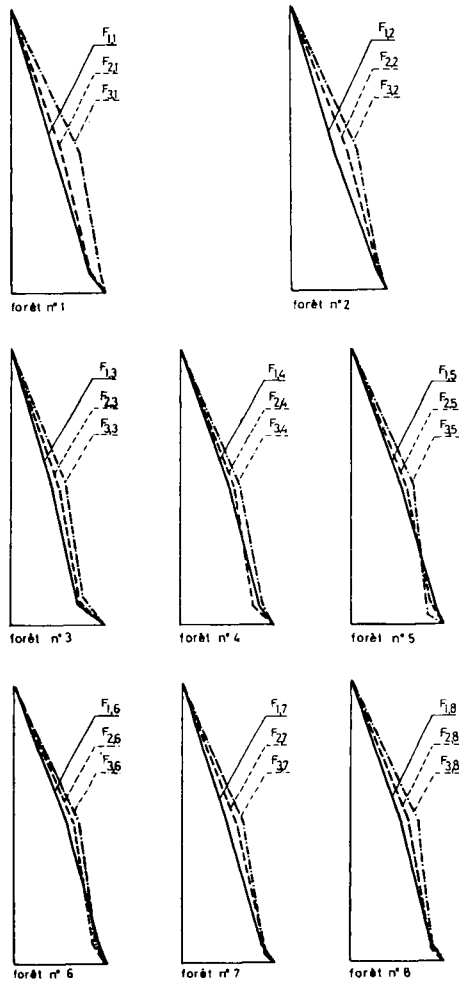 F1,1
F2,1
F3,1
forêt n° 1
F1,2
F2,2
F3,2
forêt n° 2
F1,3
F2,3
F3,3
forêt n° 3
F1,4
F2,4
F3,4
forêt n° 4
F1,5
F2,5
F3,5
forêt n° 5
F1,6
F2,6
F3,6
forêt n° 6
F1,7
F2,7
F3,7
forêt n° 7
F1,8
F2,8
F3,8
forêt n° 8